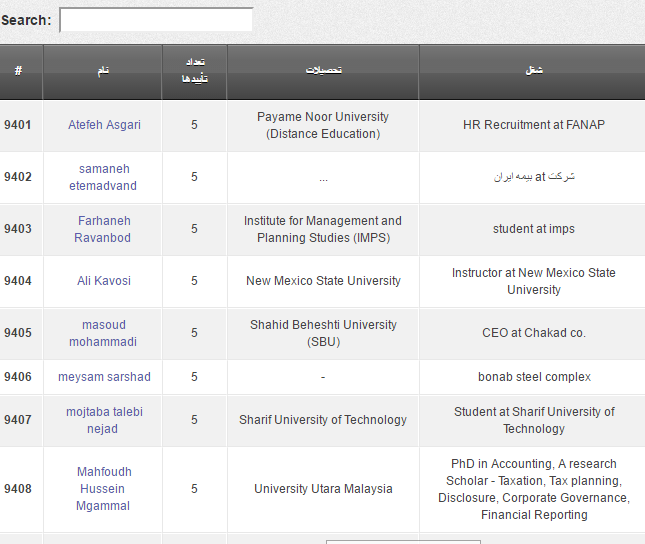 Search:
#
نام
تعداد
تأییدها
تحصیلات
شغل
9401
Atefeh Asgari
5
Payame Noor University
(Distance Education)
HR Recruitment at FANAP
9402
samaneh
etemadvand
5
...
شرکت at بیمه ایران
9403
Farhaneh
Ravanbod
5
Institute for Management and
Planning Studies (IMPS)
student at imps
9404
Ali Kavosi
5
New Mexico State University
Instructor at New Mexico State
University
9405
masoud
mohammadi
5
Shahid Beheshti University
(SBU)
CEO at Chakad co.
9406
meysam sarshad
5
-
bonab steel complex
9407
mojtaba talebi
nejad
5
Sharif University of Technology
Student at Sharif University of
Technology
9408
Mahfoudh
Hussein
Mgammal
5
University Utara Malaysia
PhD in Accounting, A research
Scholar - Taxation, Tax planning,
Disclosure, Corporate Governance,
Financial Reporting